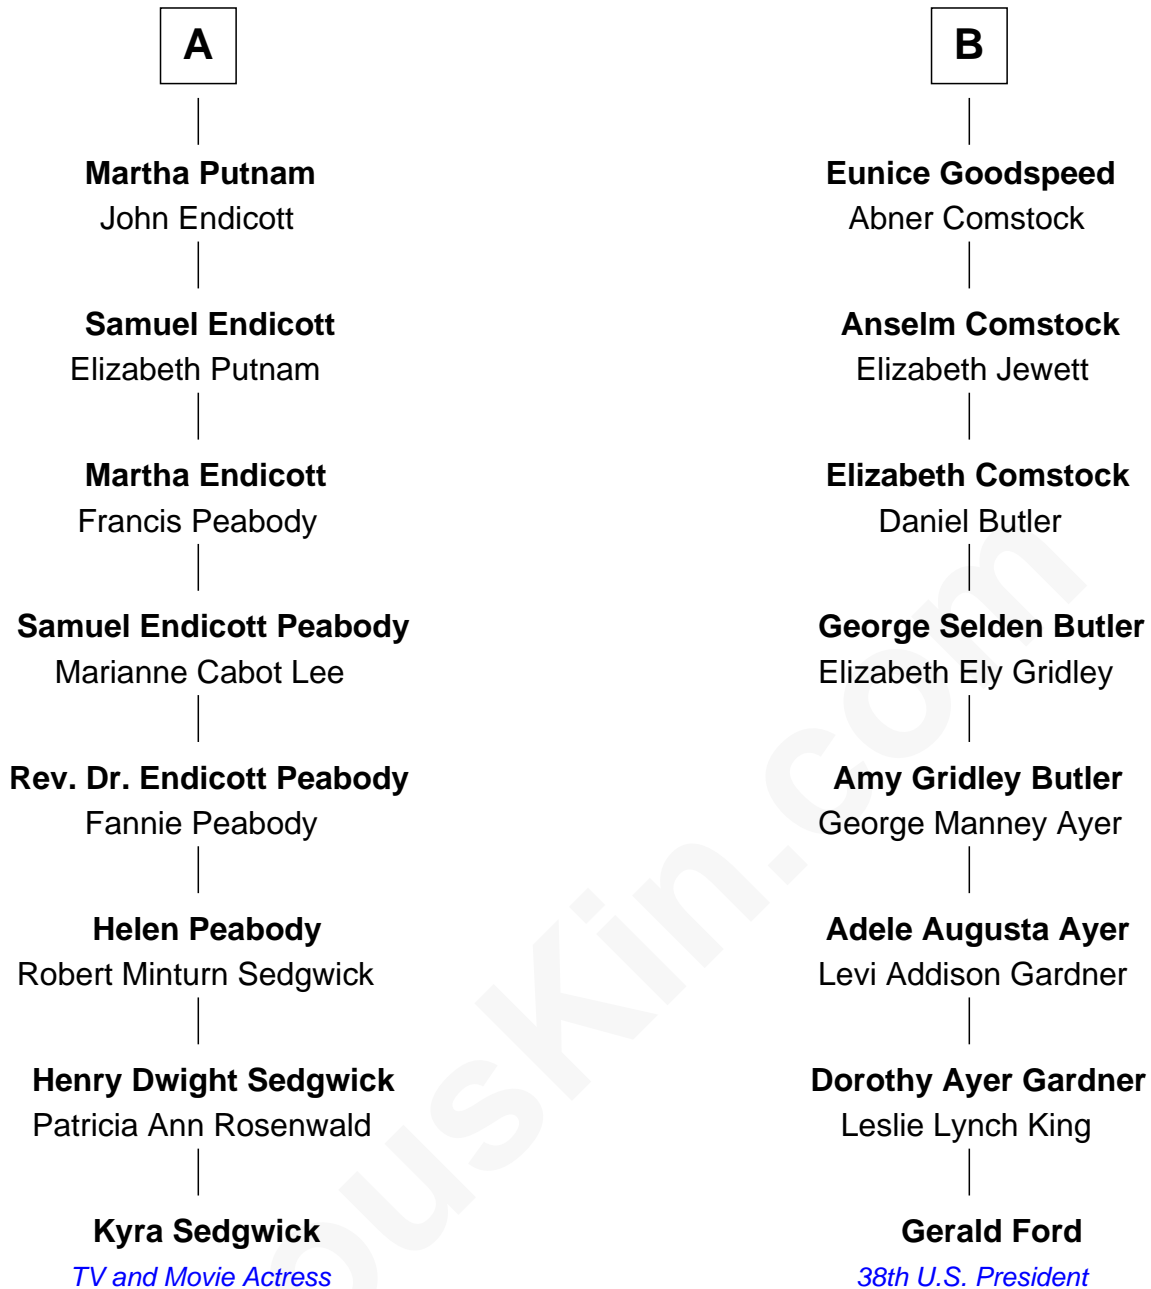 A
Martha Putnam
John Endicott
Samuel Endicott
Elizabeth Putnam
Martha Endicott
Francis Peabody
Samuel Endicott Peabody
Marianne Cabot Lee
Rev. Dr. Endicott Peabody
Fannie Peabody
Helen Peabody
Robert Minturn Sedgwick
Henry Dwight Sedgwick
Patricia Ann Rosenwald
Kyra Sedgwick
TV and Movie Actress
B
Eunice Goodspeed
Abner Comstock
Anselm Comstock
Elizabeth Jewett
Elizabeth Comstock
Daniel Butler
George Selden Butler
Elizabeth Ely Gridley
Amy Gridley Butler
George Manney Ayer
Adele Augusta Ayer
Levi Addison Gardner
Dorothy Ayer Gardner
Leslie Lynch King
Gerald Ford
38th U.S. President
ouskin.com